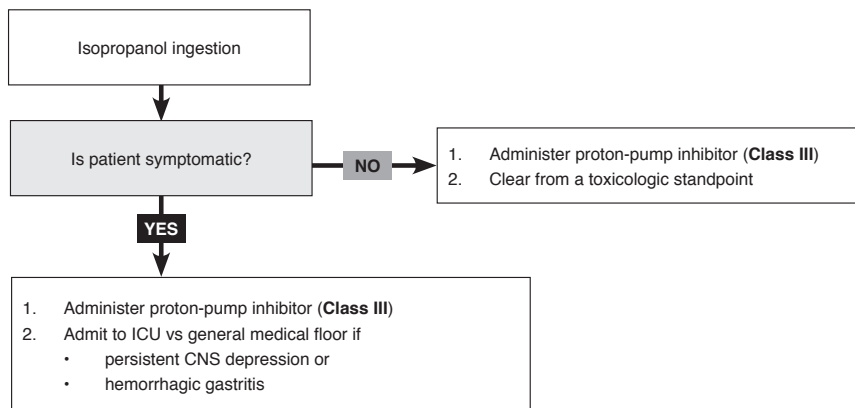 Isopropanol ingestion
Is patient symptomatic?
NO
1. Administer proton-pump inhibitor (Class III)
2. Clear from a toxicologic standpoint
YES
1. Administer proton-pump inhibitor (Class III)
2. Admit to ICU vs general medical floor if
• persistent CNS depression or
• hemorrhagic gastritis